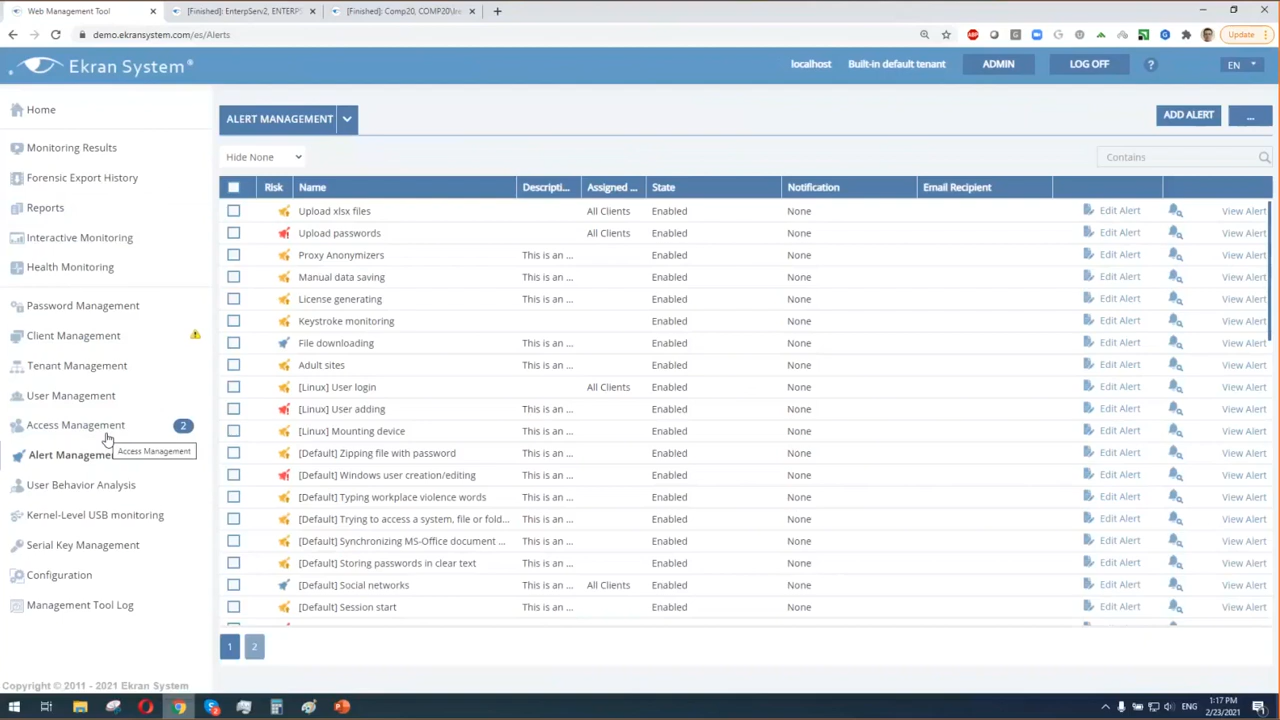 Web Management Tool
[Finished]: EnterpServ2, ENTERPS
[Finished]: Comp20, COMP20\Ire
demo.ekransystem.com/es/Alerts
Update
Ekran System®
localhost
Built-in default tenant
ADMIN
LOG OFF
?
EN
Home
Monitoring Results
Forensic Export History
Reports
Interactive Monitoring
Health Monitoring
Password Management
Client Management
Tenant Management
User Management
Access Management 2
Access Management
Alert Manageme
User Behavior Analysis
Kernel-Level USB monitoring
Serial Key Management
Configuration
Management Tool Log
Copyright © 2011 - 2021 Ekran System
ALERT MANAGEMENT
ADD ALERT ...
Hide None
Contains
Risk Name Descripti... Assigned ... State Notification Email Recipient
Upload xlsx files All Clients Enabled None Edit Alert View Alert
Upload passwords All Clients Enabled None Edit Alert View Alert
Proxy Anonymizers This is an ... Enabled None Edit Alert View Alert
Manual data saving This is an ... Enabled None Edit Alert View Alert
License generating This is an ... Enabled None Edit Alert View Alert
Keystroke monitoring Enabled None Edit Alert View Alert
File downloading This is an ... Enabled None Edit Alert View Alert
Adult sites This is an ... Enabled None Edit Alert View Alert
[Linux] User login All Clients Enabled None Edit Alert View Alert
[Linux] User adding This is an ... Enabled None Edit Alert View Alert
[Linux] Mounting device This is an ... Enabled None Edit Alert View Alert
[Default] Zipping file with password This is an ... Enabled None Edit Alert View Alert
[Default] Windows user creation/editing This is an ... Enabled None Edit Alert View Alert
[Default] Typing workplace violence words This is an ... Enabled None Edit Alert View Alert
[Default] Trying to access a system, file or fold... This is an ... Enabled None Edit Alert View Alert
[Default] Synchronizing MS-Office document ... This is an ... Enabled None Edit Alert View Alert
[Default] Storing passwords in clear text This is an ... Enabled None Edit Alert View Alert
[Default] Social networks This is an ... All Clients Enabled None Edit Alert View Alert
[Default] Session start This is an ... Enabled None Edit Alert View Alert
1 2
ENG
1:17 PM
2/23/2021